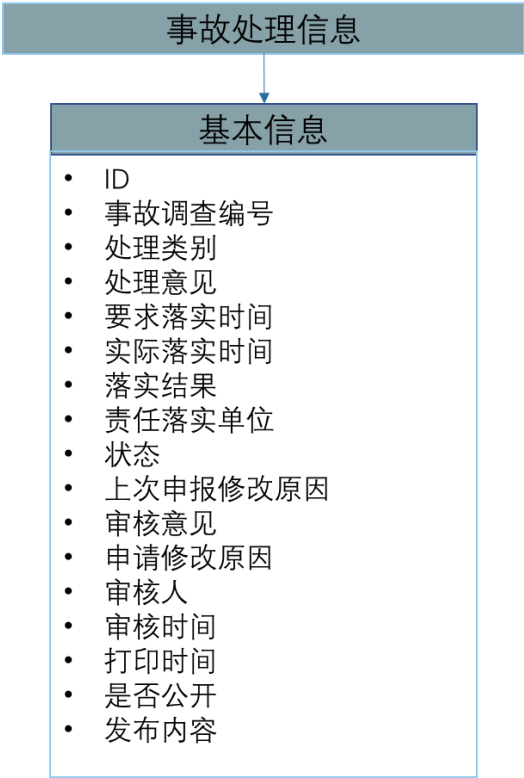 事故处理信息
基本信息
• ID
• 事故调查编号
• 处理类别
• 处理意见
• 要求落实时间
• 实际落实时间
• 落实结果
• 责任落实单位
• 状态
• 上次申报修改原因
• 审核意见
• 申请修改原因
• 审核人
• 审核时间
• 打印时间
• 是否公开
• 发布内容